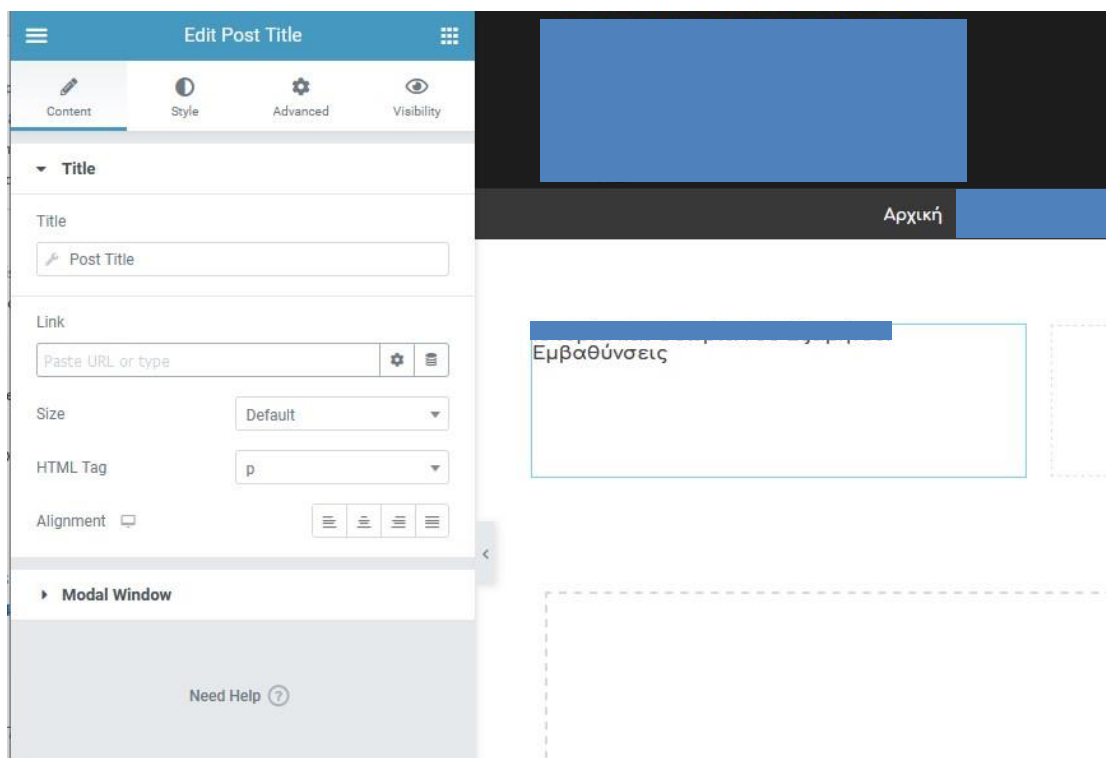 Edit Post Title
Content
Style
Advanced
Visibility
Title
Title
Post Title
Link
Paste URL or type
Size
Default
HTML Tag
p
Alignment
Modal Window
Need Help ?
Αρχική
Εμβαθύνσεις